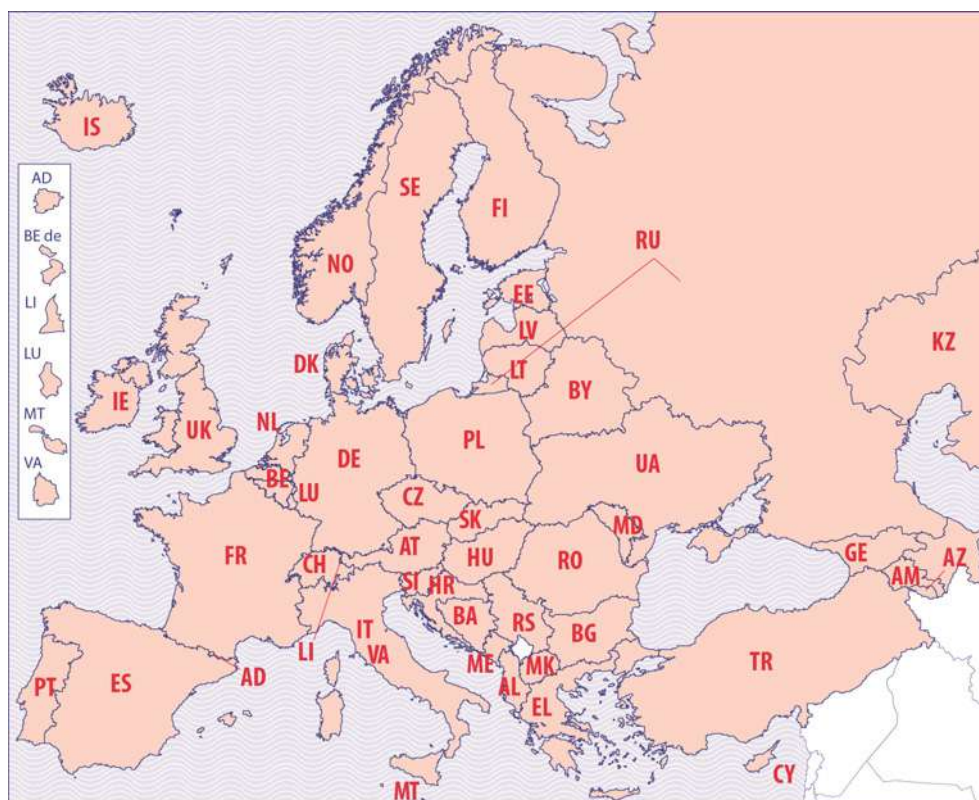 IS
AD
BE de
LI
LU
MT
VA
SE
FI
NO
RU
EE
LV
LT
DK
BY
KZ
IE
UK
NL
DE
PL
BE
LU
UA
CZ
SK
MD
FR
CH
AT
HU
RO
GE
AZ
AM
SI
HR
BA
RS
BG
IT
VA
LI
ME
MK
AL
EL
TR
PT
ES
AD
MT
CY